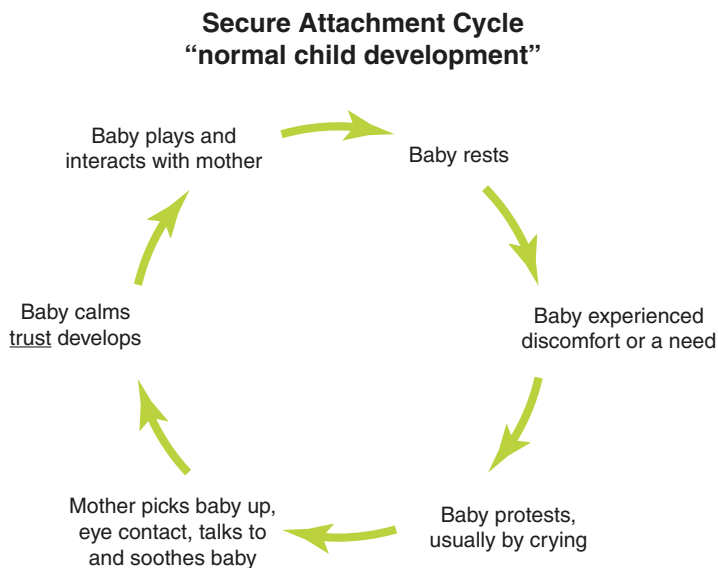 Secure Attachment Cycle
“normal child development”
Baby plays and
interacts with mother
Baby rests
Baby experienced
discomfort or a need
Baby protests,
usually by crying
Mother picks baby up,
eye contact, talks to
and soothes baby
Baby calms
trust develops